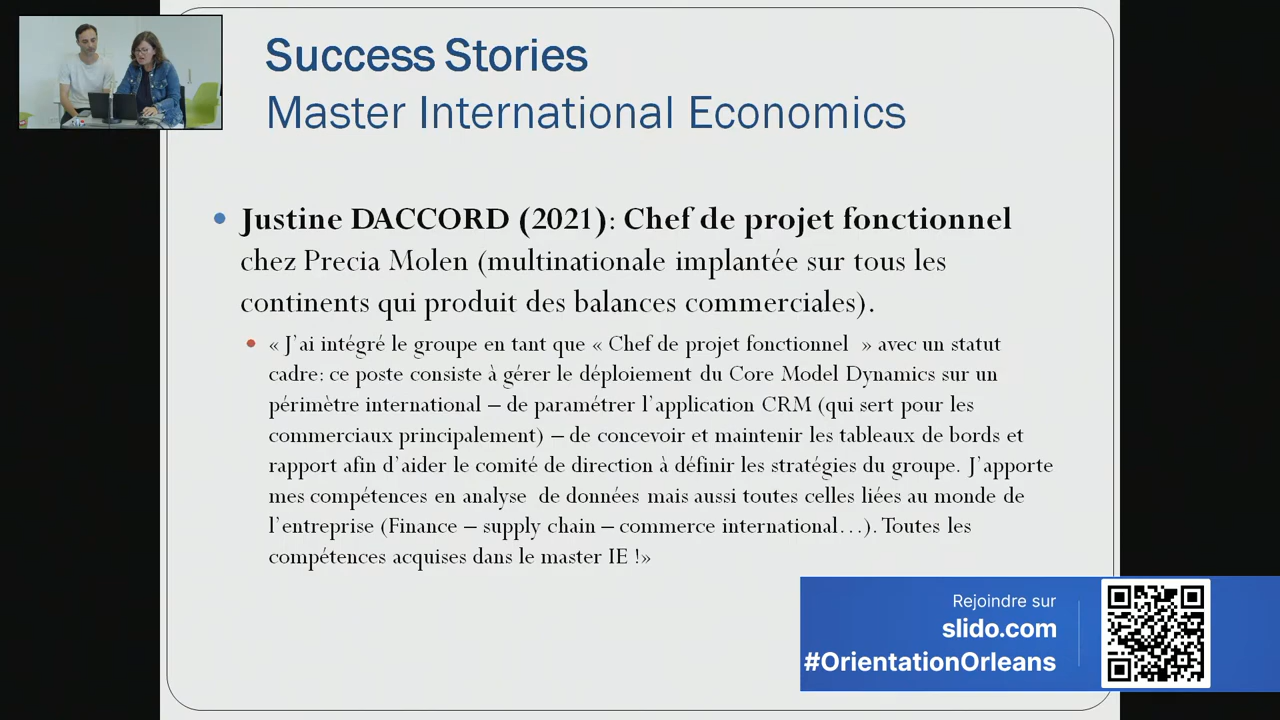 Success Stories
Master International Economics
• Justine DACCORD (2021): Chef de projet fonctionnel
chez Precia Molen (multinationale implantée sur tous les
continents qui produit des balances commerciales).
• « J'ai intégré le groupe en tant que « Chef de projet fonctionnel  » avec un statut
cadre: ce poste consiste à gérer le déploiement du Core Model Dynamics sur un
périmètre international – de paramétrer l'application CRM (qui sert pour les
commerciaux principalement) – de concevoir et maintenir les tableaux de bords et
rapport afin d'aider le comité de direction à définir les stratégies du groupe. J'apporte
mes compétences en analyse  de données mais aussi toutes celles liées au monde de
l'entreprise (Finance – supply chain – commerce international…). Toutes les
compétences acquises dans le master IE !»
Rejoindre sur
slido.com
#OrientationOrleans